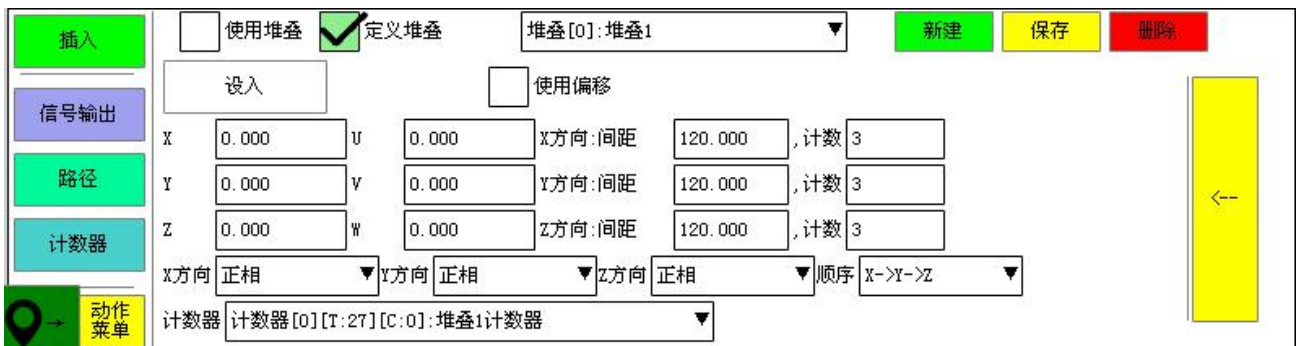 插入 使用堆叠 定义堆叠 堆叠[0]:堆叠1 新建 保存 删除
设入 使用偏移
信号输出
X 0.000 U 0.000 X方向:间距 120.000 ,计数 3
路径 Y 0.000 V 0.000 Y方向:间距 120.000 ,计数 3
<--
计数器 Z 0.000 W 0.000 Z方向:间距 120.000 ,计数 3
X方向 正相 Y方向 正相 Z方向 正相 顺序 X->Y->Z
→ 动作
菜单
计数器 计数器[0][T:27][C:0]:堆叠1计数器